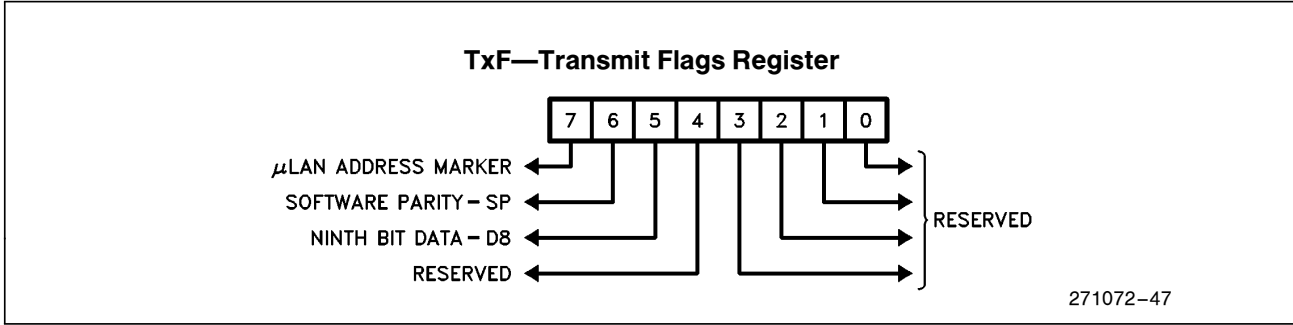 TxF—Transmit Flags Register
7 6 5 4 3 2 1 0
μLAN ADDRESS MARKER
SOFTWARE PARITY – SP
NINTH BIT DATA – D8
RESERVED
RESERVED
271072–47